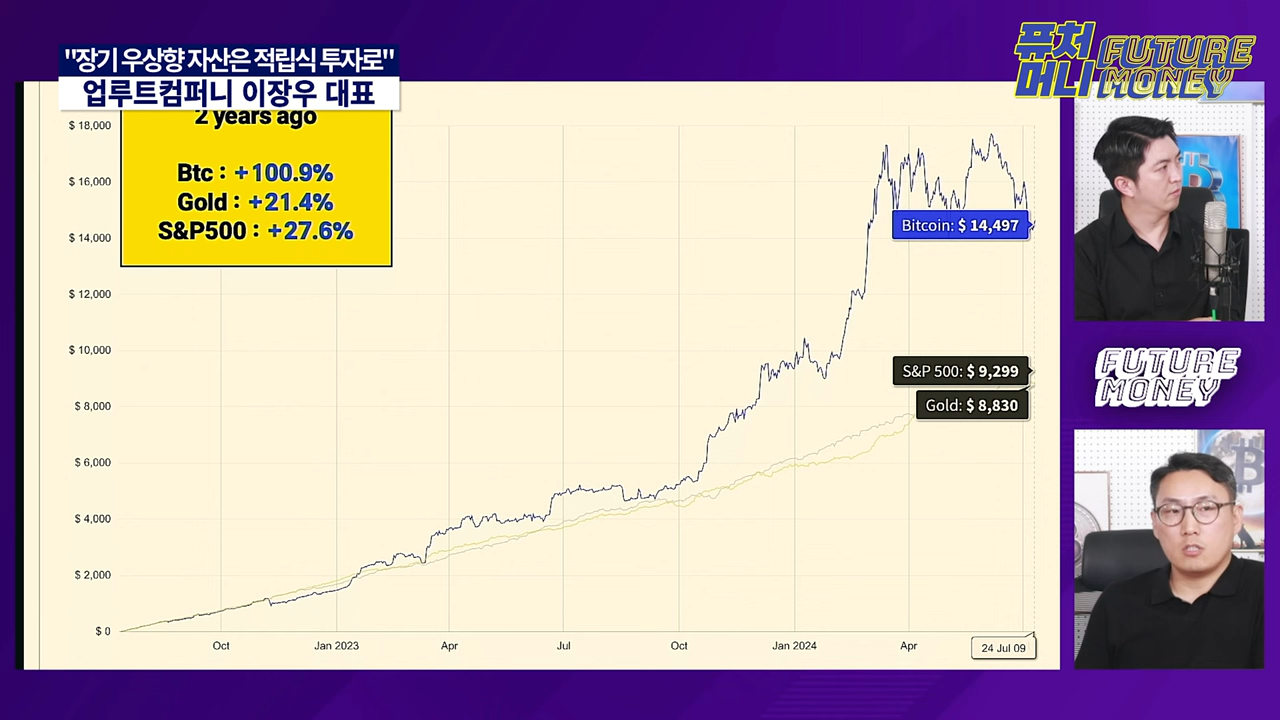 "장기 우상향 자산은 적립식 투자로"
업루트컴퍼니 이장우 대표
퓨처 머니
FUTURE MONEY
2 years ago
Btc : +100.9%
Gold : +21.4%
S&P500 : +27.6%
$ 18,000
$ 16,000
$ 14,000
$ 12,000
$ 10,000
$ 8,000
$ 6,000
$ 4,000
$ 2,000
$ 0
Bitcoin: $ 14,497
S&P 500: $ 9,299
Gold: $ 8,830
Oct
Jan 2023
Apr
Jul
Oct
Jan 2024
Apr
24 Jul 09
FUTURE
MONEY